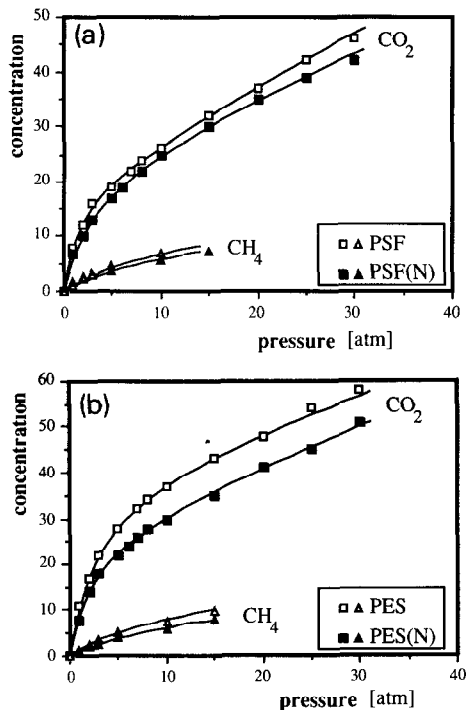 (a)
CO2
concentration
50
40
30
20
10
0
CH4
PSF
PSF(N)
0 10 20 30 40
pressure [atm]
(b)
CO2
concentration
60
50
40
30
20
10
0
CH4
PES
PES(N)
0 10 20 30 40
pressure [atm]